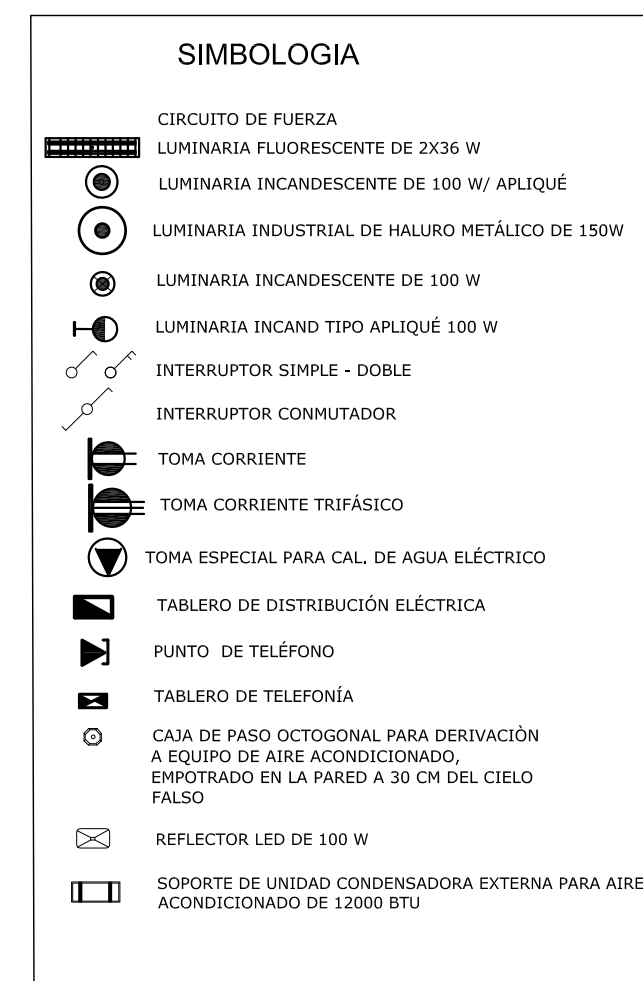 SIMBOLOGIA
CIRCUITO DE FUERZA
LUMINARIA FLUORESCENTE DE 2X36 W
LUMINARIA INCANDESCENTE DE 100 W/ APLIQUÉ
LUMINARIA INDUSTRIAL DE HALURO METÁLICO DE 150W
LUMINARIA INCANDESCENTE DE 100 W
LUMINARIA INCAND TIPO APLIQUÉ 100 W
INTERRUPTOR SIMPLE - DOBLE
INTERRUPTOR CONMUTADOR
TOMA CORRIENTE
TOMA CORRIENTE TRIFÁSICO
TOMA ESPECIAL PARA CAL. DE AGUA ELÉCTRICO
TABLERO DE DISTRIBUCIÓN ELÉCTRICA
PUNTO DE TELÉFONO
TABLERO DE TELEFONÍA
CAJA DE PASO OCTOGONAL PARA DERIVACIÒN
A EQUIPO DE AIRE ACONDICIONADO,
EMPOTRADO EN LA PARED A 30 CM DEL CIELO
FALSO
REFLECTOR LED DE 100 W
SOPORTE DE UNIDAD CONDENSADORA EXTERNA PARA AIRE
ACONDICIONADO DE 12000 BTU